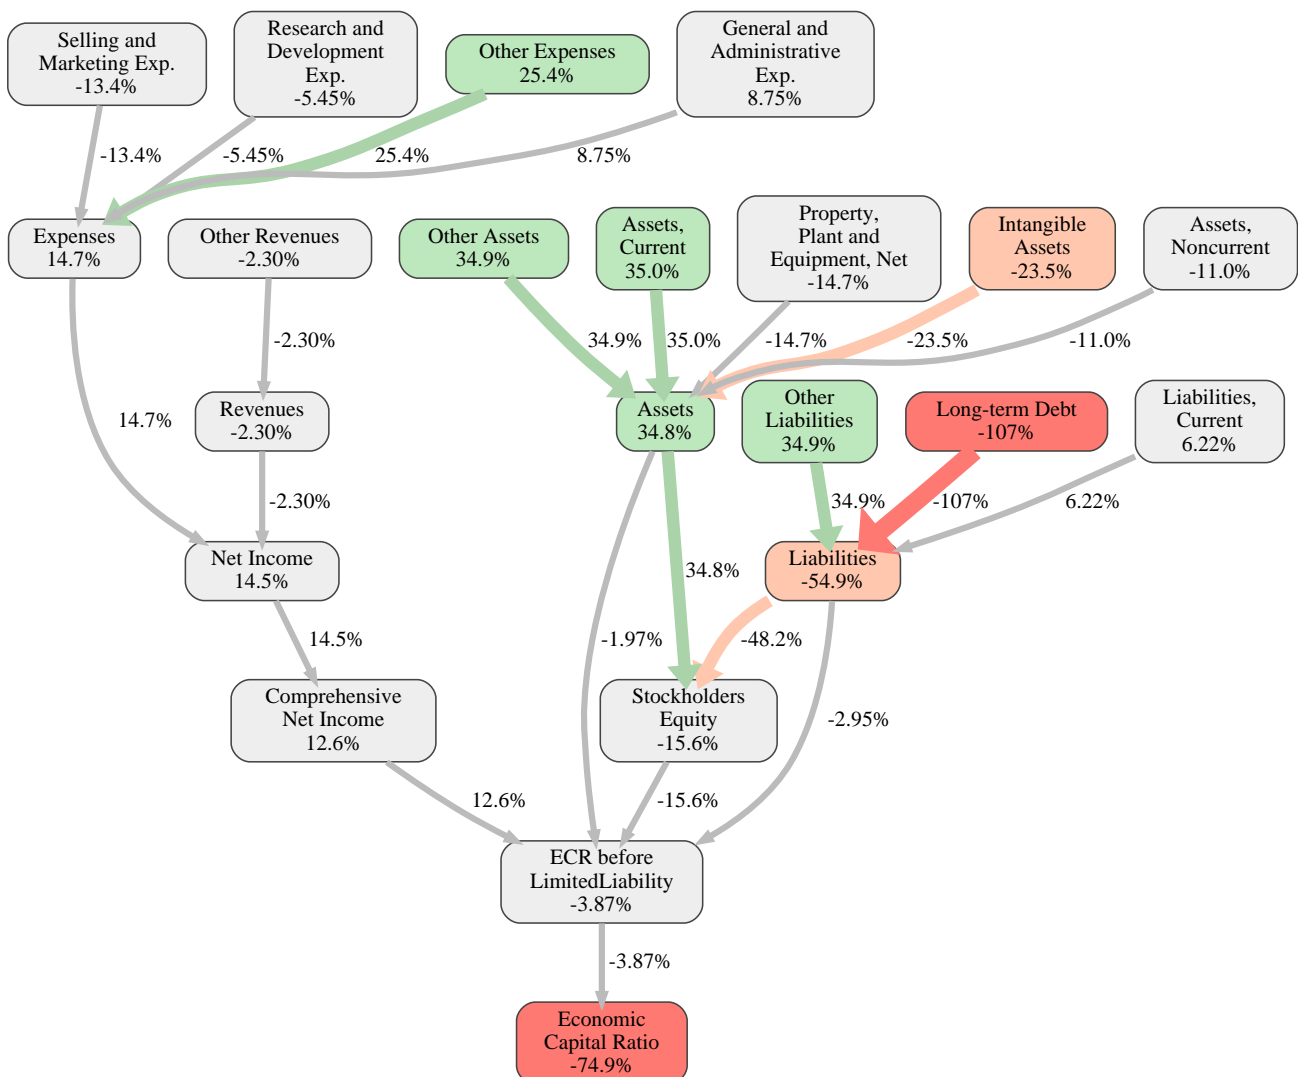 Selling and
Marketing Exp.
-13.4%
Research and
Development
Exp.
-5.45%
Other Expenses
25.4%
General and
Administrative
Exp.
8.75%
-13.4%
-5.45%
25.4%
8.75%
Expenses
14.7%
Other Revenues
-2.30%
Other Assets
34.9%
Assets,
Current
35.0%
Property,
Plant and
Equipment, Net
-14.7%
Intangible
Assets
-23.5%
Assets,
Noncurrent
-11.0%
-2.30%
34.9%
35.0%
-14.7%
-23.5%
-11.0%
14.7%
Revenues
-2.30%
Assets
34.8%
Other
Liabilities
34.9%
Long-term Debt
-107%
Liabilities,
Current
6.22%
-2.30%
34.9%
-107%
6.22%
Net Income
14.5%
34.8%
Liabilities
-54.9%
14.5%
-1.97%
-48.2%
Comprehensive
Net Income
12.6%
Stockholders
Equity
-15.6%
-2.95%
12.6%
-15.6%
ECR before
LimitedLiability
-3.87%
-3.87%
Economic
Capital Ratio
-74.9%